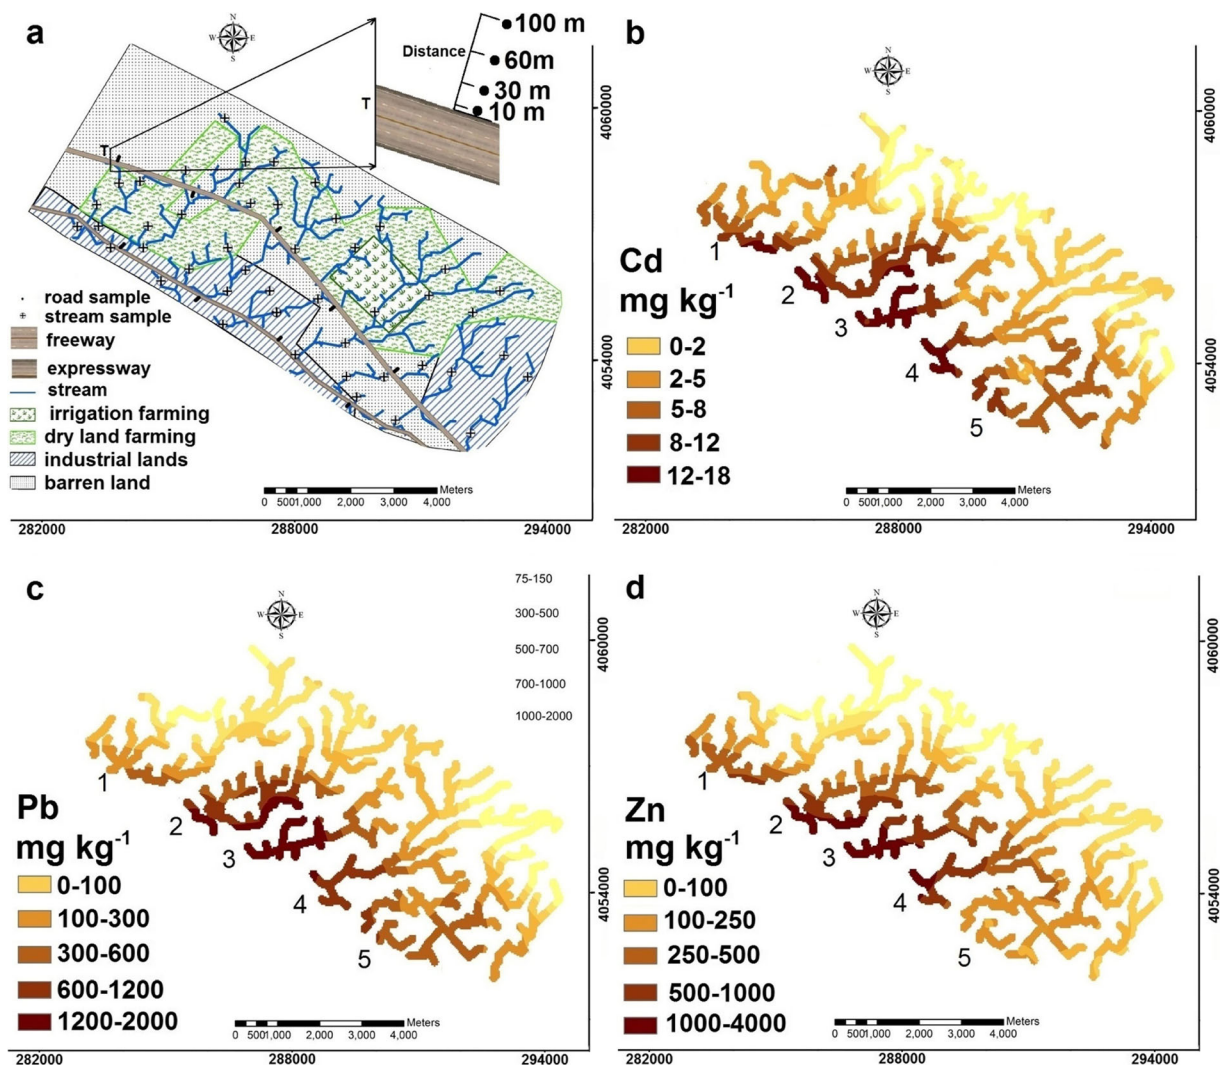 a
N
W
E
S
T
T
Distance
100 m
60m
30 m
10 m
4060000
4054000
road sample
stream sample
freeway
expressway
stream
irrigation farming
dry land farming
industrial lands
barren land
0 5001,000 2,000 3,000 4,000 Meters
282000 288000 294000
b
N
W
E
S
4060000
4054000
Cd
mg kg-1
0-2
2-5
5-8
8-12
12-18
1
2
3
4
5
0 5001,000 2,000 3,000 4,000 Meters
282000 288000 294000
c
N
W
E
S
75-150
300-500
500-700
700-1000
1000-2000
4060000
4054000
Pb
mg kg-1
0-100
100-300
300-600
600-1200
1200-2000
1
2
3
4
5
0 5001,000 2,000 3,000 4,000 Meters
282000 288000 294000
d
N
W
E
S
4060000
4054000
Zn
mg kg-1
0-100
100-250
250-500
500-1000
1000-4000
1
2
3
4
5
0 5001,000 2,000 3,000 4,000 Meters
282000 288000 294000